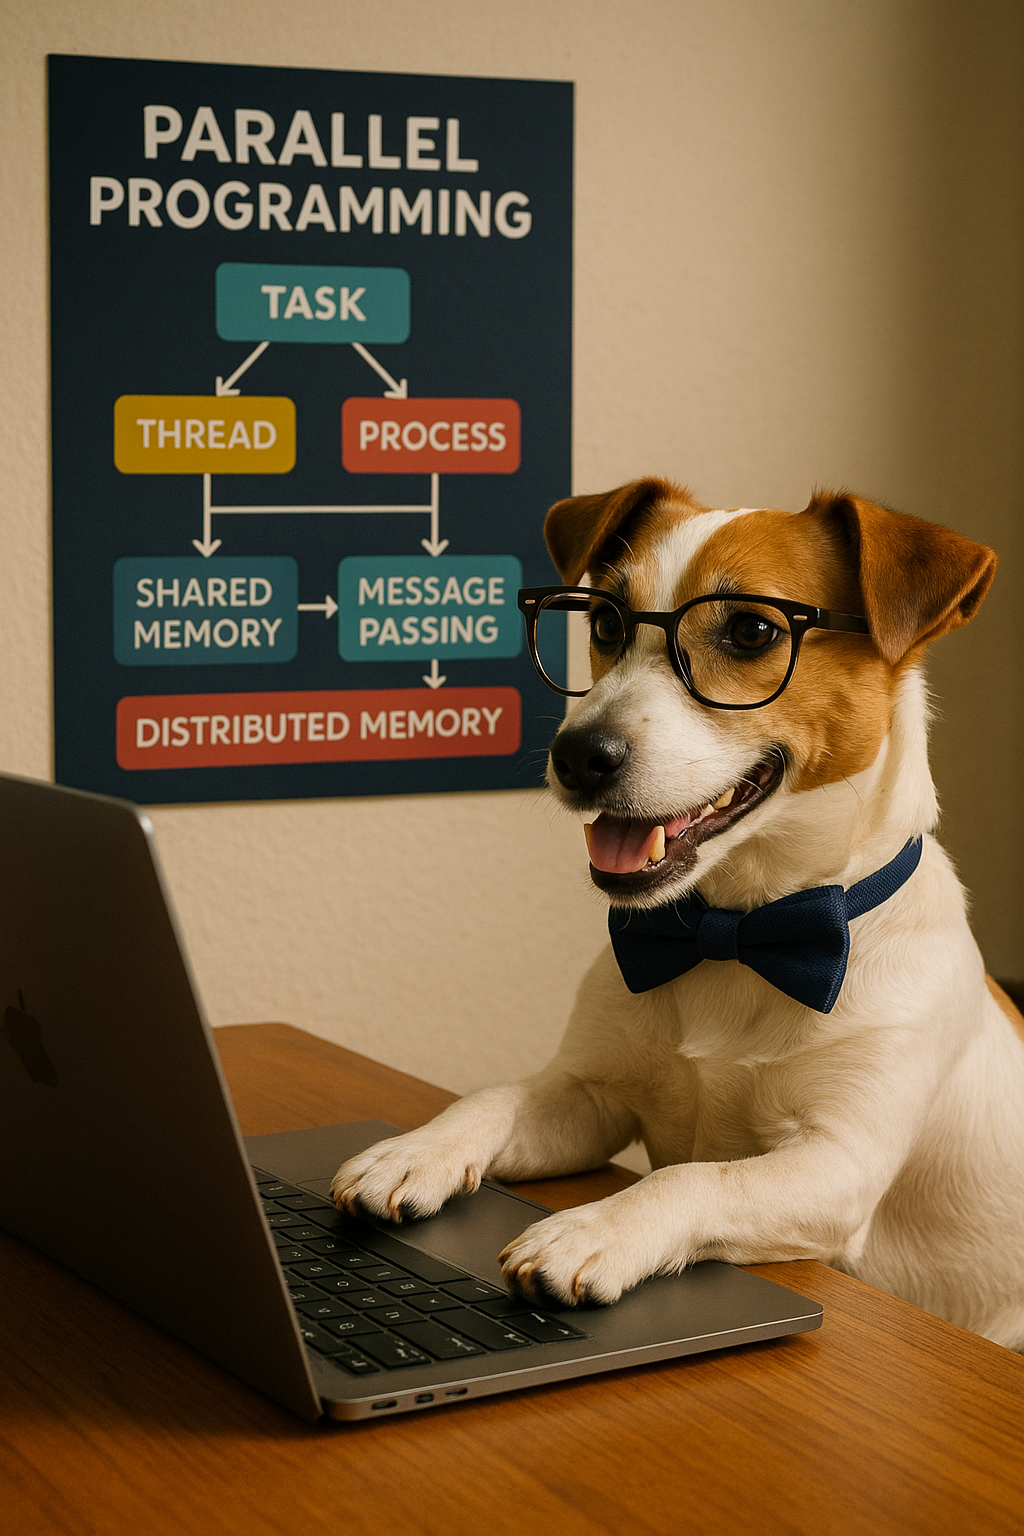 PARALLEL
PROGRAMMING
TASK
THREAD
PROCESS
SHARED
MEMORY
MESSAGE
PASSING
DISTRIBUTED MEMORY